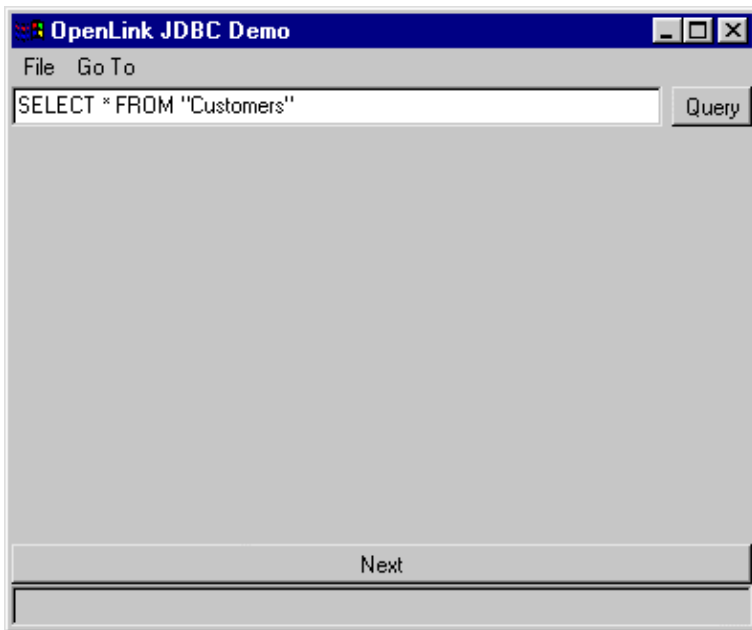 OpenLink JDBC Demo
File Go To
SELECT * FROM "Customers" Query
Next